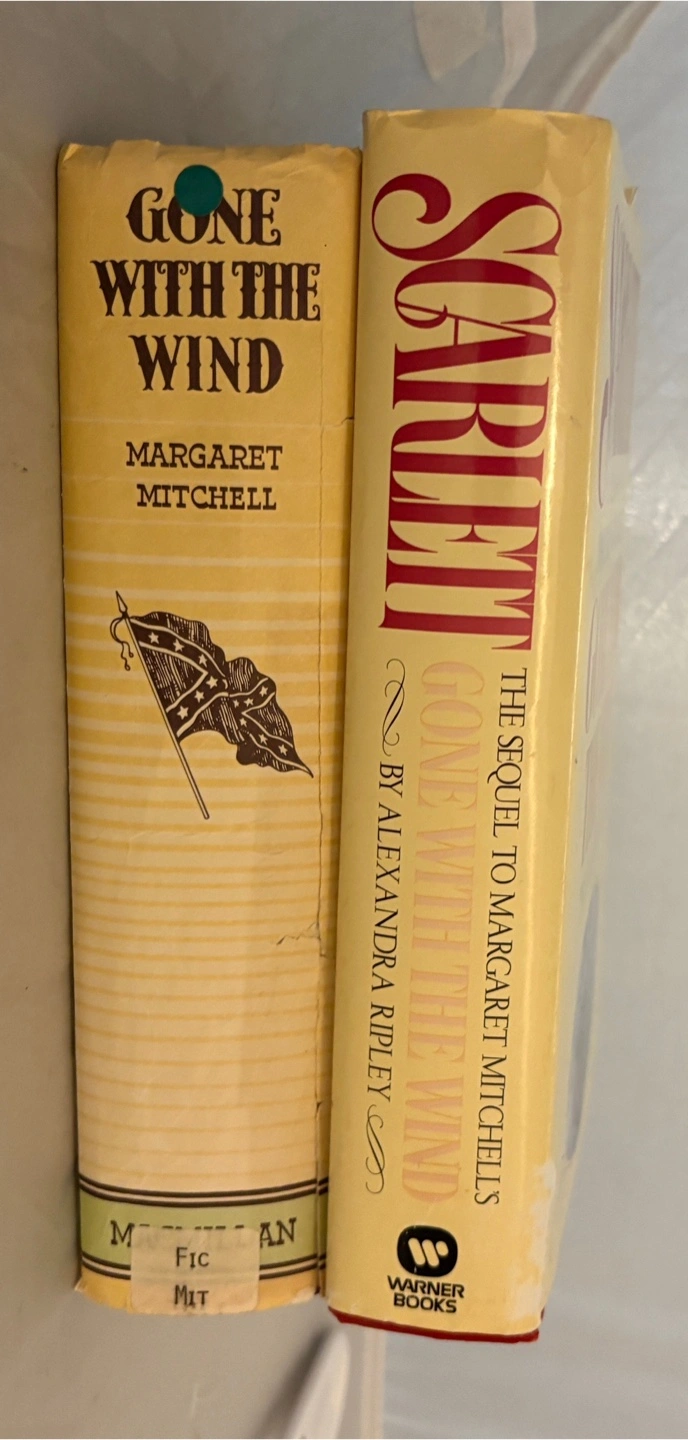 GONE
WITH THE
WIND
MARGARET
MITCHELL
MACMILLAN
FIC
MIT
SCARLETT
THE SEQUEL TO MARGARET MITCHELL'S
GONE WITH THE WIND
BY ALEXANDRA RIPLEY
W
WARNER
BOOKS